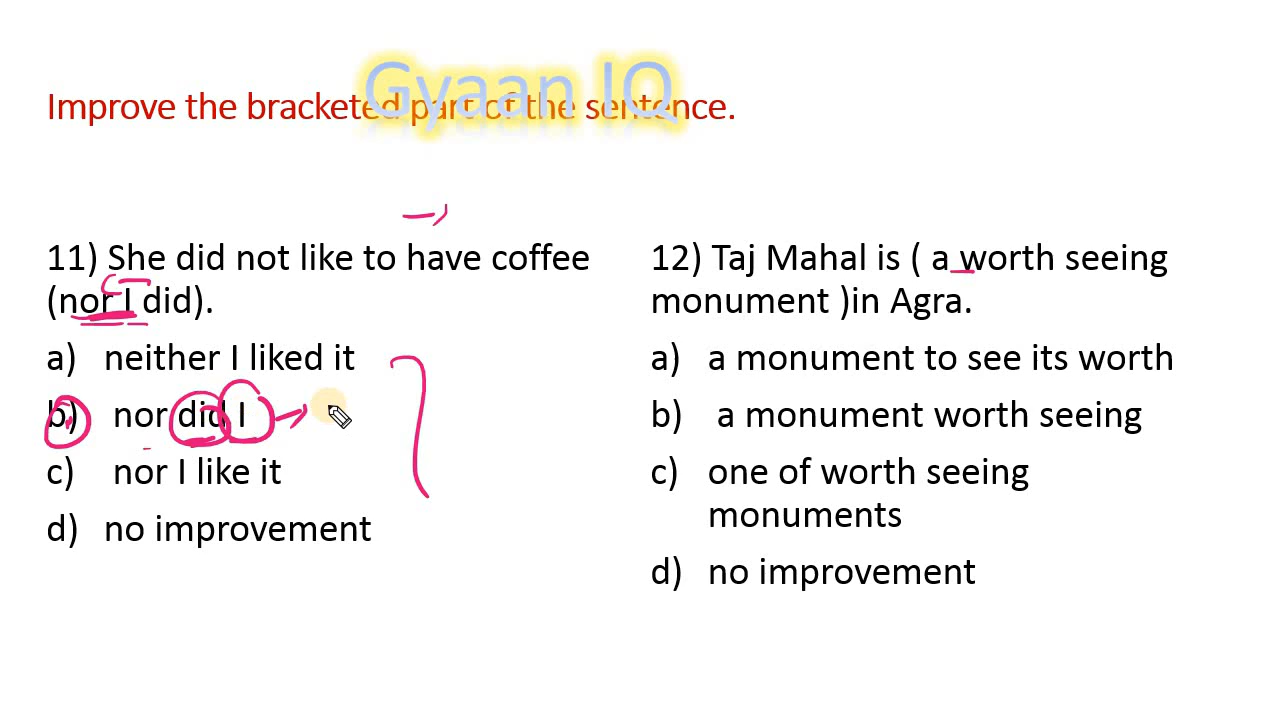 Gyaan IQ
Improve the bracketed part of the sentence.
11) She did not like to have coffee
(nor I did).
a) neither I liked it
b) nor did I
c) nor I like it
d) no improvement
12) Taj Mahal is ( a worth seeing
monument )in Agra.
a) a monument to see its worth
b) a monument worth seeing
c) one of worth seeing
monuments
d) no improvement